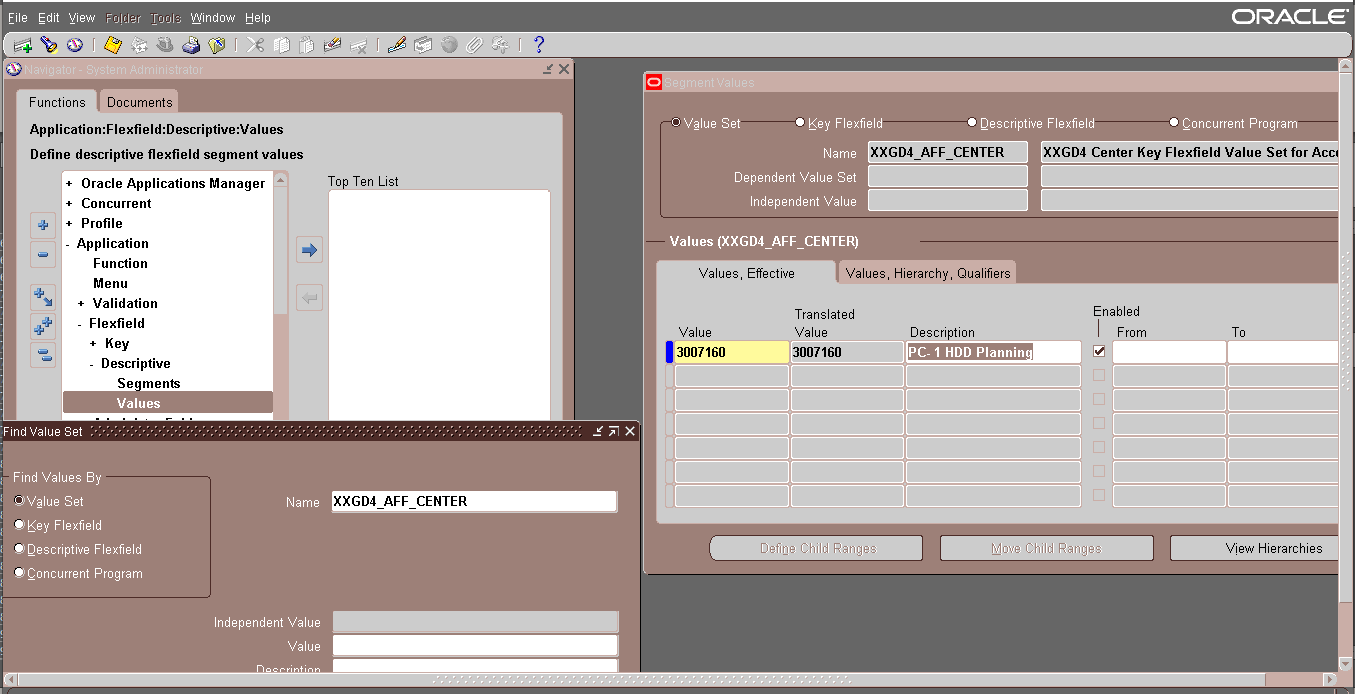 File Edit View Folder Tools Window Help
ORACLE
Navigator - System Administrator
Functions Documents
Application:Flexfield:Descriptive:Values
Define descriptive flexfield segment values
+ Oracle Applications Manager
+ Concurrent
+ Profile
- Application
Function
Menu
+ Validation
- Flexfield
+ Key
- Descriptive
Segments
Values
Top Ten List
Segment Values
Value Set Key Flexfield Descriptive Flexfield Concurrent Program
Name XXGD4_AFF_CENTER XXGD4 Center Key Flexfield Value Set for Acco
Dependent Value Set
Independent Value
Values (XXGD4_AFF_CENTER)
Values, Effective Values, Hierarchy, Qualifiers
Enabled
Translated
Value Value Description From To
3007160 3007160 PC- 1 HDD Planning
Define Child Ranges Move Child Ranges View Hierarchies
Find Value Set
Find Values By
Value Set
Key Flexfield
Descriptive Flexfield
Concurrent Program
Name XXGD4_AFF_CENTER
Independent Value
Value
Description